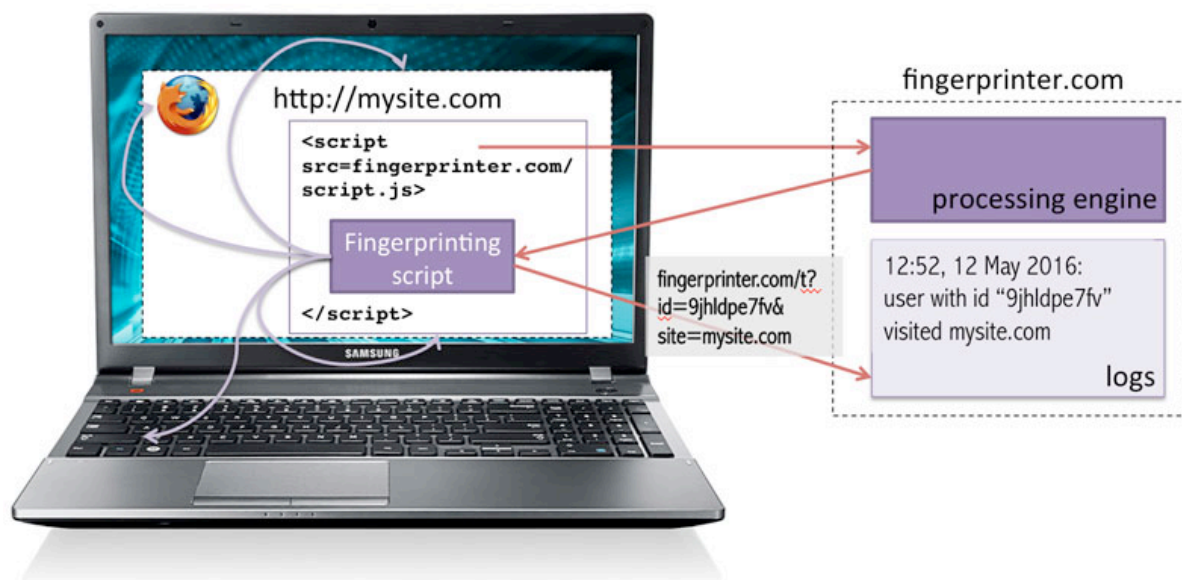 http://mysite.com
<script
src=fingerprinter.com/
script.js>
Fingerprinting
script
</script>
SAMSUNG
fingerprinter.com/t?
id=9jhldpe7fv&
site=mysite.com
fingerprinter.com
processing engine
12:52, 12 May 2016:
user with id “9jhldpe7fv”
visited mysite.com
logs